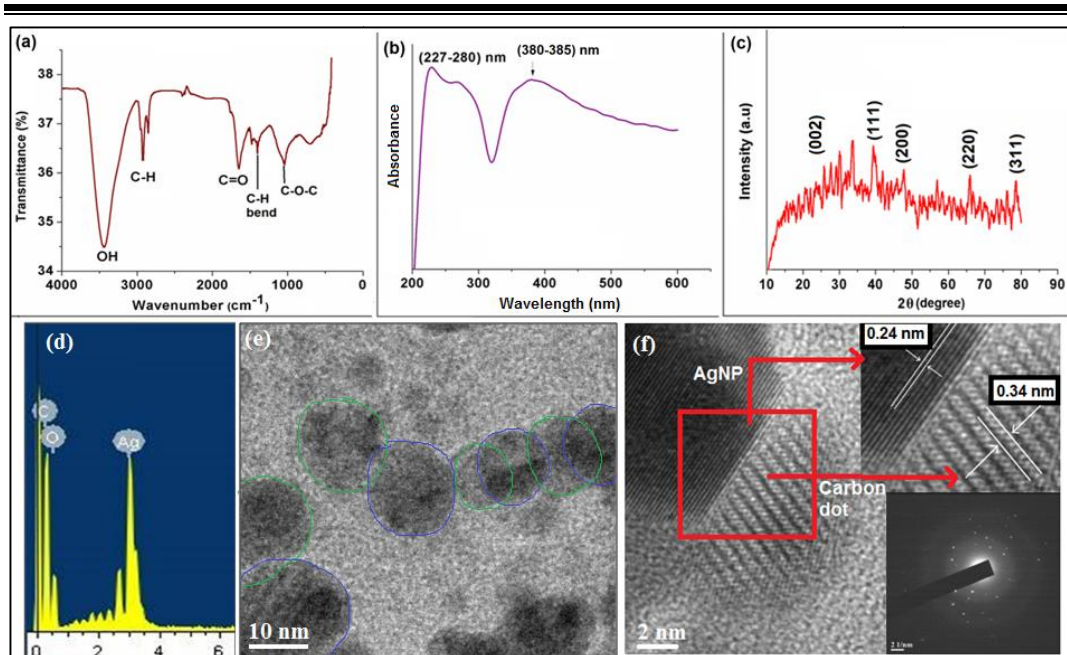 (a)
38
37
36
35
34
Transmittance (%)
OH
C-H
C=O
C-H
bend
C-O-C
4000
3000
2000
1000
0
Wavenumber (cm⁻¹)
(b)
(227-280) nm
(380-385) nm
Absorbance
200
300
400
500
600
Wavelength (nm)
(c)
Intensity (a.u)
(002)
(111)
(200)
(220)
(311)
10 20 30 40 50 60 70 80 90
2θ (degree)
(d)
C
O
Ag
0
2
4
6
(e)
10 nm
(f)
AgNP
Carbon
dot
2 nm
0.24 nm
0.34 nm
2 1/nm